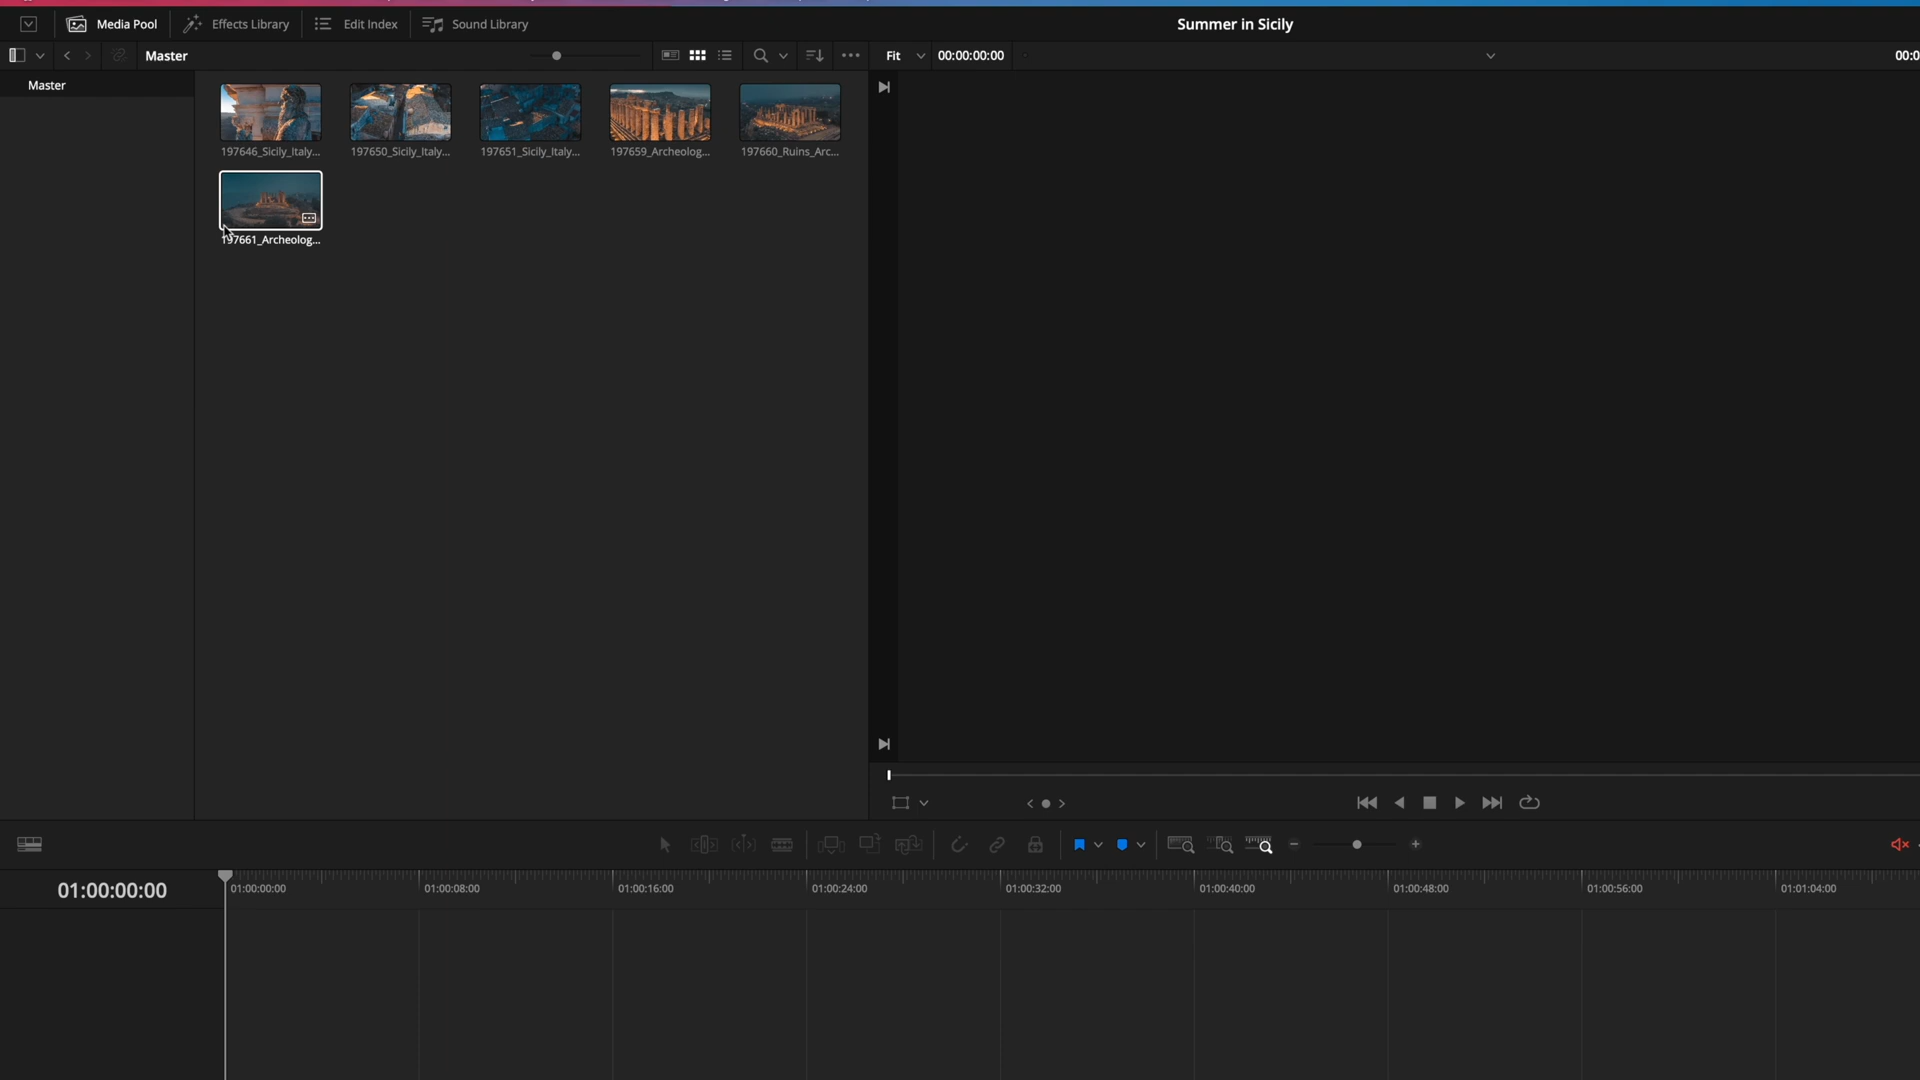 Media Pool
Effects Library
Edit Index
Sound Library
Summer in Sicily
Master
Fit
00:00:00:00
00:0
Master
197646_Sicily_Italy...
197650_Sicily_Italy...
197651_Sicily_Italy...
197659_Archeolog...
197660_Ruins_Arc...
197661_Archeolog...
01:00:00:00
01:00:00:00
01:00:08:00
01:00:16:00
01:00:24:00
01:00:32:00
01:00:40:00
01:00:48:00
01:00:56:00
01:01:04:00